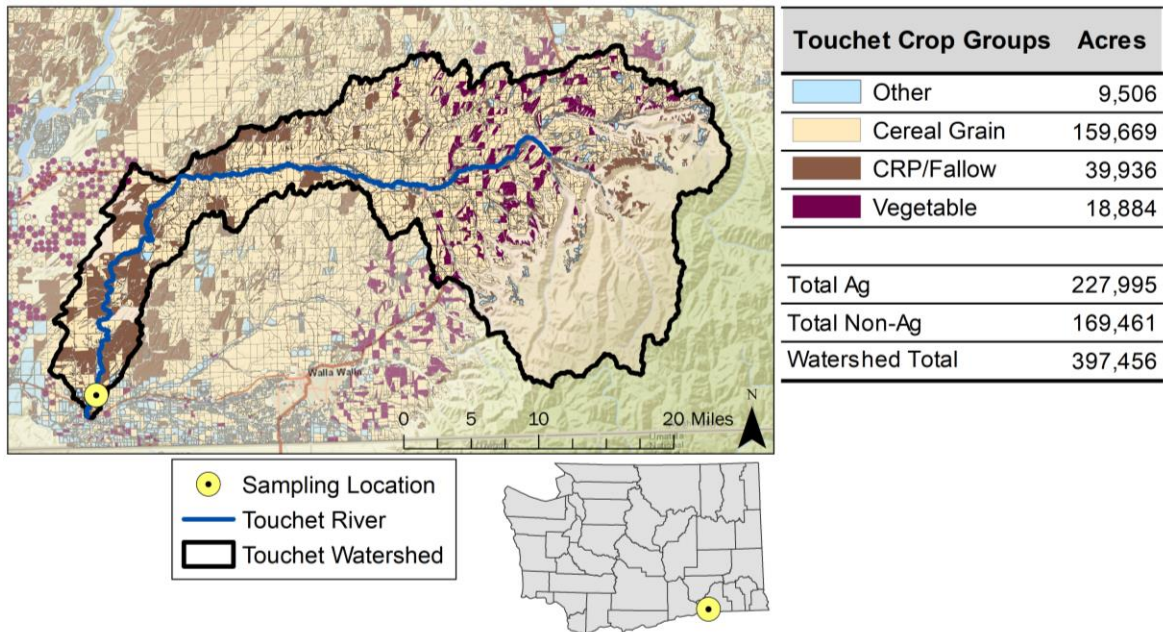 Touchet Crop Groups Acres
Other 9,506
Cereal Grain 159,669
CRP/Fallow 39,936
Vegetable 18,884
Total Ag 227,995
Total Non-Ag 169,461
Watershed Total 397,456
Walla Walla
N
0 5 10 20 Miles
Sampling Location
Touchet River
Touchet Watershed